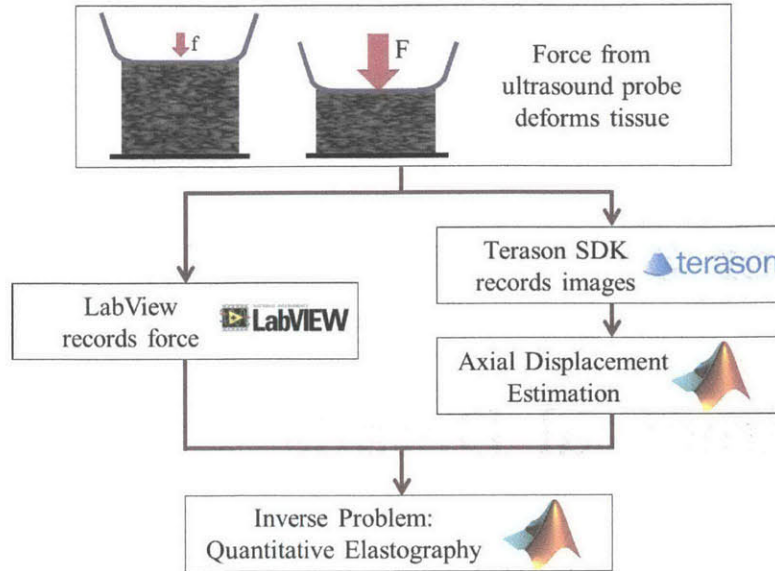 f
F
Force from
ultrasound probe
deforms tissue
Terason SDK
records images
terason
LabView
records force
LabVIEW
Axial Displacement
Estimation
Inverse Problem:
Quantitative Elastography